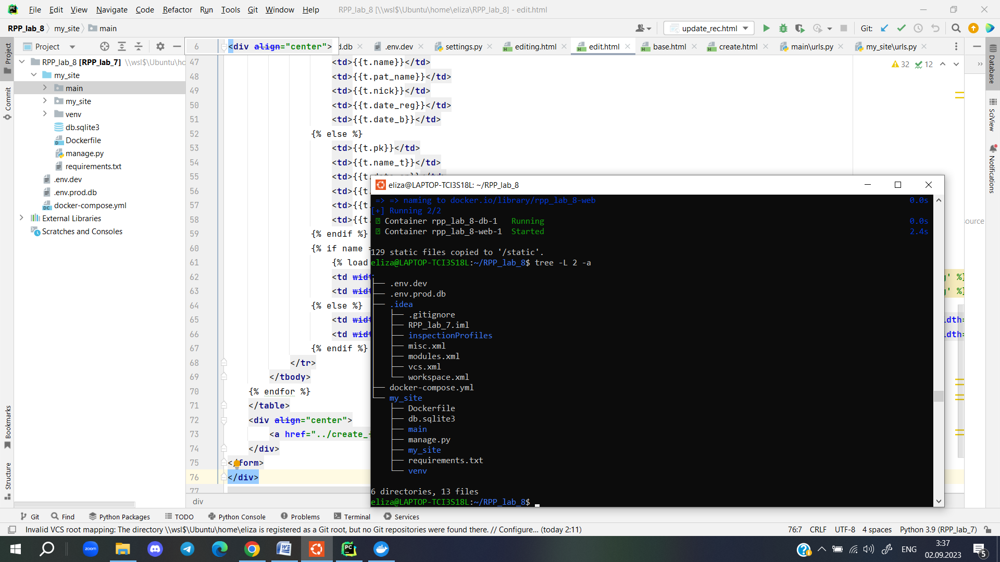 File Edit View Navigate Code Refactor Run Tools Git Window Help RPP_lab_8 [\\wsl$\Ubuntu\home\eliza\RPP_lab_8] - edit.html
RPP_lab_8 my_site main
update_rec.html Git:
Project
6 <div align="center">
d.db .env.dev settings.py editing.html edit.html base.html create.html main\urls.py my_site\urls.py
Project
Commit
Bookmarks
Structure
Database
SciView
Notifications
RPP_lab_8 [RPP_lab_7] \\wsl$\Ubuntu\ho
my_site
main
my_site
venv
db.sqlite3
Dockerfile
manage.py
requirements.txt
.env.dev
.env.prod.db
docker-compose.yml
External Libraries
Scratches and Consoles
32 12
47 <td>{{t.name}}</td>
48 <td>{{t.pat_name}}</td>
49 <td>{{t.nick}}</td>
50 <td>{{t.date_reg}}</td>
51 <td>{{t.date_b}}</td>
52 {% else %}
53 <td>{{t.pk}}</td>
54 <td>{{t.name_t}}</td>
55 <td>{{t.
56 <td>{{t.
57 <td>{{t.
58 <td>{{t.
59 {% endif %}
60 {% if name =
61 {% load
62 <td widt
63 <td widt
64 {% else %}
65 <td widt
66 <td widt
67 {% endif %}
68 </tr>
69 </tbody>
70 {% endfor %}
71 </table>
72 <div align="center">
73 <a href="../create_
74 </div>
75 </form>
76 </div>
77
div
ource
g' %}
g' %}
idth=
idth=
eliza@LAPTOP-TCI3S18L: ~/RPP_lab_8
=> => naming to docker.io/library/rpp_lab_8-web 0.0s
[+] Running 2/2
Container rpp_lab_8-db-1 Running 0.0s
Container rpp_lab_8-web-1 Started 2.4s
129 static files copied to '/static'.
eliza@LAPTOP-TCI3S18L:~/RPP_lab_8$ tree -L 2 -a
.
├── .env.dev
├── .env.prod.db
├── .idea
│   ├── .gitignore
│   ├── RPP_lab_7.iml
│   ├── inspectionProfiles
│   ├── misc.xml
│   ├── modules.xml
│   ├── vcs.xml
│   └── workspace.xml
├── docker-compose.yml
└── my_site
    ├── Dockerfile
    ├── db.sqlite3
    ├── main
    ├── manage.py
    ├── my_site
    ├── requirements.txt
    └── venv
6 directories, 13 files
eliza@LAPTOP-TCI3S18L:~/RPP_lab_8$
Git Find Python Packages TODO Python Console Problems Terminal Services
Invalid VCS root mapping: The directory \\wsl$\Ubuntu\home\eliza is registered as a Git root, but no Git repositories were found there. // Configure... (today 2:11) 76:7 CRLF UTF-8 4 spaces Python 3.9 (RPP_lab_7)
zoom
ENG
3:37
02.09.2023
5